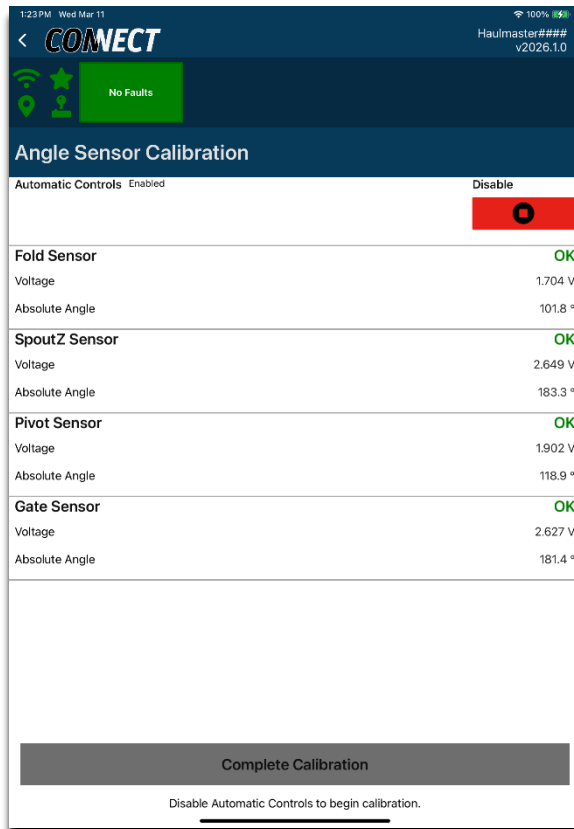 1:23 PM Wed Mar 11 100%
CONNECT Haulmaster####
v2026.1.0
No Faults
Angle Sensor Calibration
Automatic Controls Enabled Disable
Fold Sensor OK
Voltage 1.704 V
Absolute Angle 101.8 °
SpoutZ Sensor OK
Voltage 2.649 V
Absolute Angle 183.3 °
Pivot Sensor OK
Voltage 1.902 V
Absolute Angle 118.9 °
Gate Sensor OK
Voltage 2.627 V
Absolute Angle 181.4 °
Complete Calibration
Disable Automatic Controls to begin calibration.